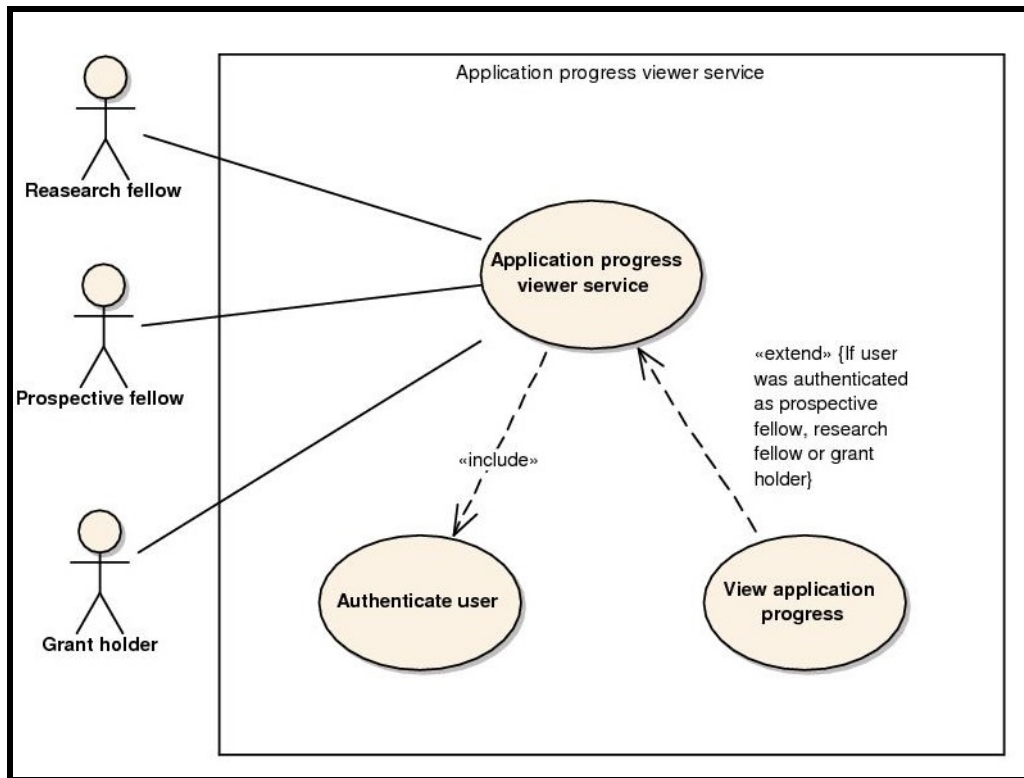 Application progress viewer service
Reasearch fellow
Application progress
viewer service
Prospective fellow
«extend» {If user
was authenticated
as prospective
fellow, research
fellow or grant
holder}
«include»
Authenticate user
View application
progress
Grant holder